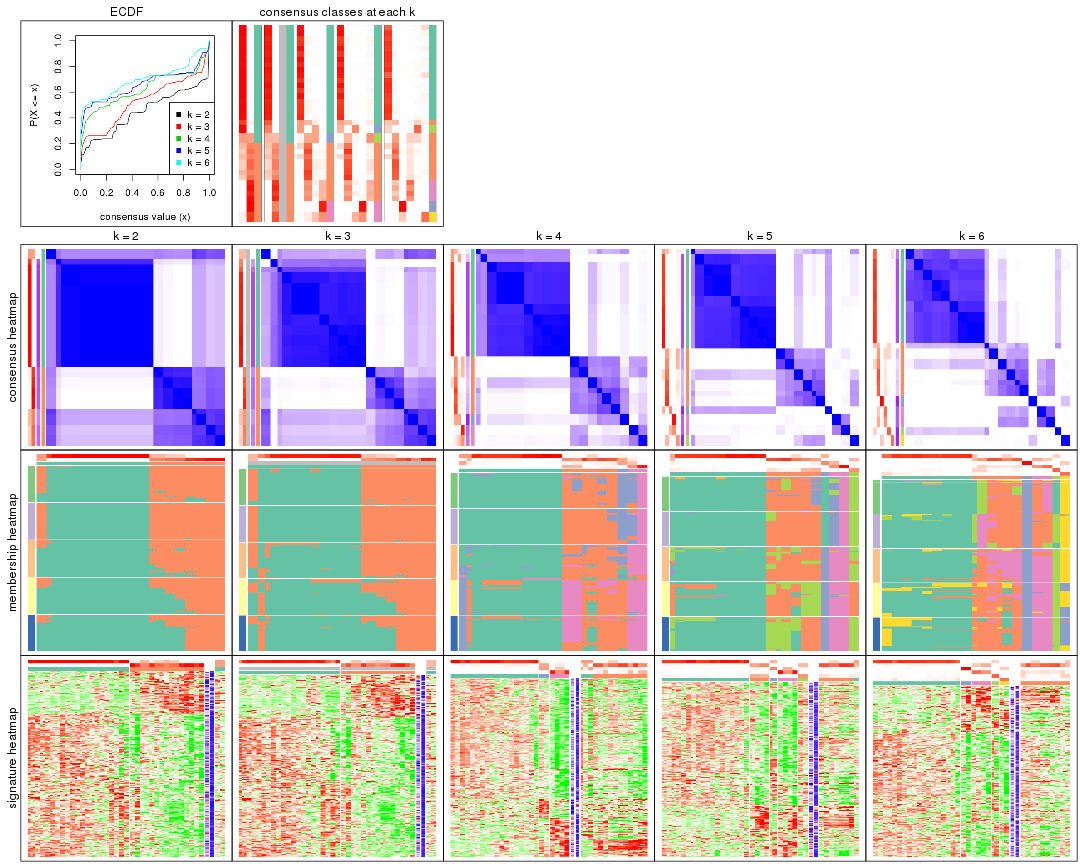 ECDF
consensus classes at each k
P(X <= x)
0.0 0.2 0.4 0.6 0.8 1.0
k = 2
k = 3
k = 4
k = 5
k = 6
0.0 0.2 0.4 0.6 0.8 1.0
consensus value (x)
k = 2 k = 3 k = 4 k = 5 k = 6
consensus heatmap
membership heatmap
signature heatmap